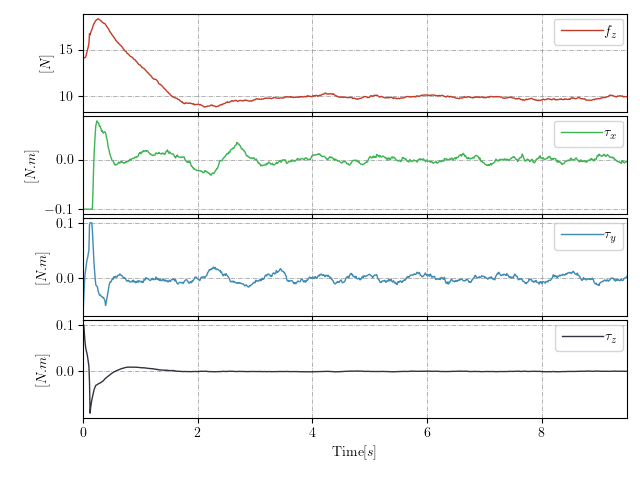 [N]
15
10
f_z
[N.m]
0.0
−0.1
τ_x
[N.m]
0.1
0.0
τ_y
[N.m]
0.1
0.0
τ_z
0 2 4 6 8
Time[s]